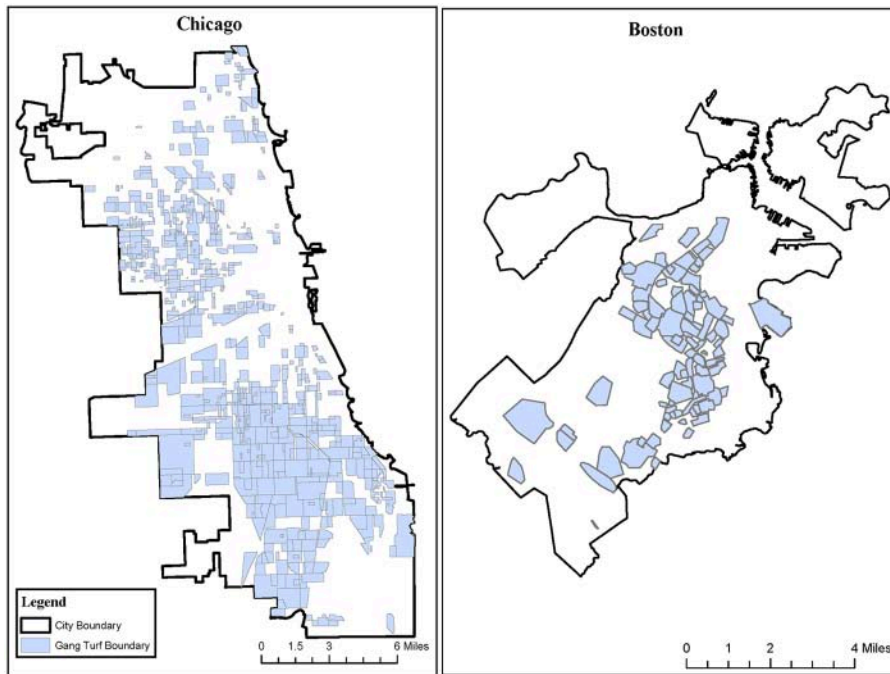 Chicago
Legend
City Boundary
Gang Turf Boundary
0 1.5 3 6 Miles
Boston
0 1 2 4 Miles